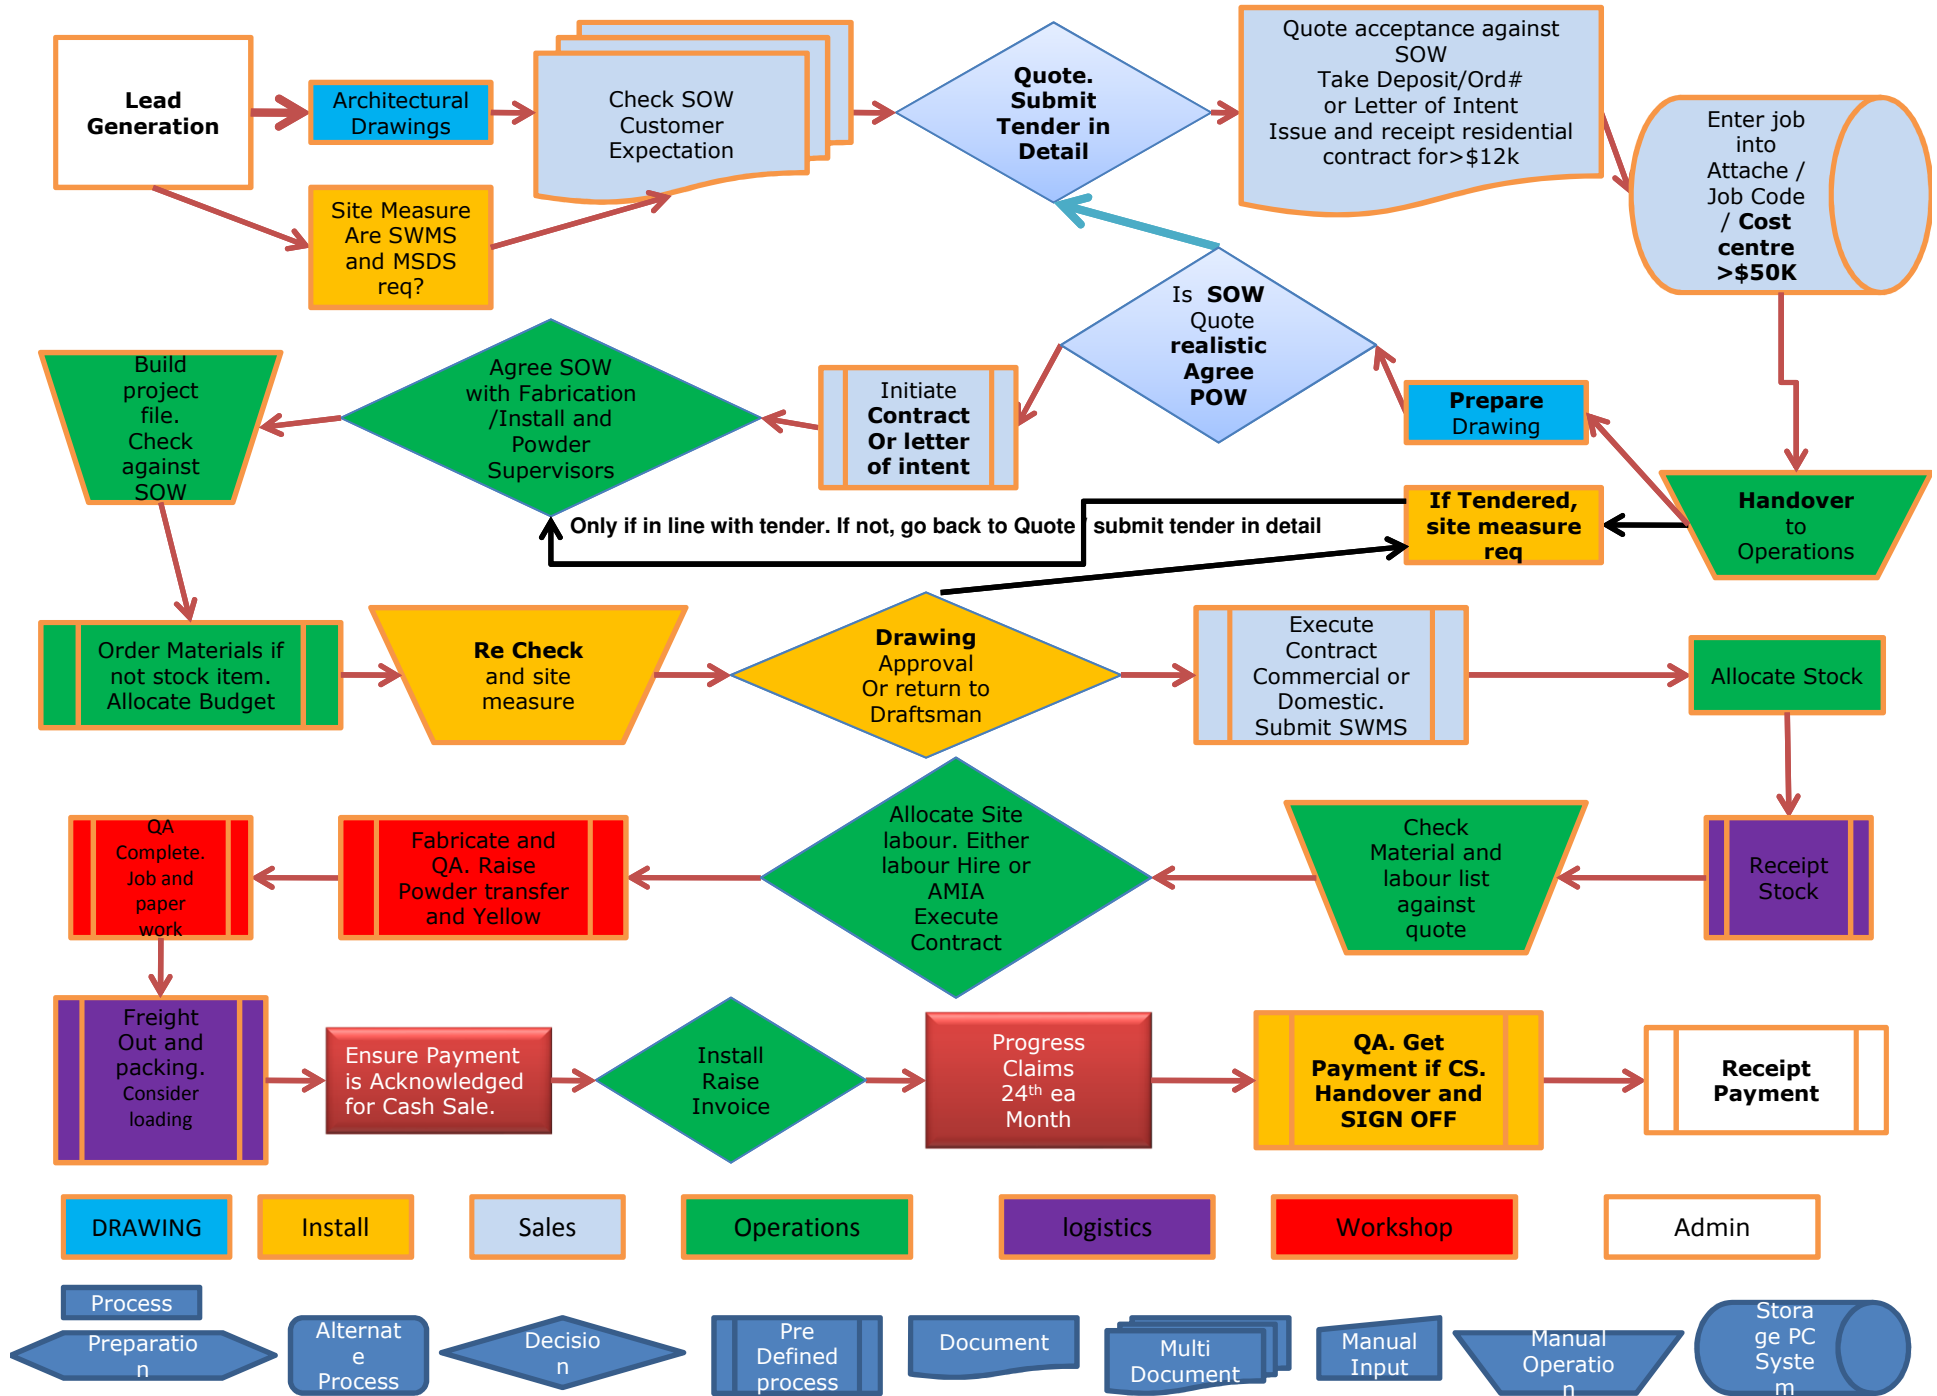 Lead
Generation
Architectural
Drawings
Check SOW
Customer
Expectation
Quote.
Submit
Tender in
Detail
Quote acceptance against
SOW
Take Deposit/Ord#
or Letter of Intent
Issue and receipt residential
contract for>$12k
Enter job
into
Attache /
Job Code
/ Cost
centre
>$50K
Site Measure
Are SWMS
and MSDS
req?
Is SOW
Quote
realistic
Agree
POW
Build
project
file.
Check
against
SOW
Agree SOW
with Fabrication
/Install and
Powder
Supervisors
Initiate
Contract
Or letter
of intent
Prepare
Drawing
Handover
to
Operations
If Tendered,
site measure
req
Only if in line with tender. If not, go back to Quote / submit tender in detail
Order Materials if
not stock item.
Allocate Budget
Re Check
and site
measure
Drawing
Approval
Or return to
Draftsman
Execute
Contract
Commercial or
Domestic.
Submit SWMS
Allocate Stock
QA
Complete.
Job and
paper
work
Fabricate and
QA. Raise
Powder transfer
and Yellow
Allocate Site
labour. Either
labour Hire or
AMIA
Execute
Contract
Check
Material and
labour list
against
quote
Receipt
Stock
Freight
Out and
packing.
Consider
loading
Ensure Payment
is Acknowledged
for Cash Sale.
Install
Raise
Invoice
Progress
Claims
24th ea
Month
QA. Get
Payment if CS.
Handover and
SIGN OFF
Receipt
Payment
DRAWING
Install
Sales
Operations
logistics
Workshop
Admin
Process
Preparatio
n
Alternat
e
Process
Decisio
n
Pre
Defined
process
Document
Multi
Document
Manual
Input
Manual
Operatio
n
Stora
ge PC
Syste
m